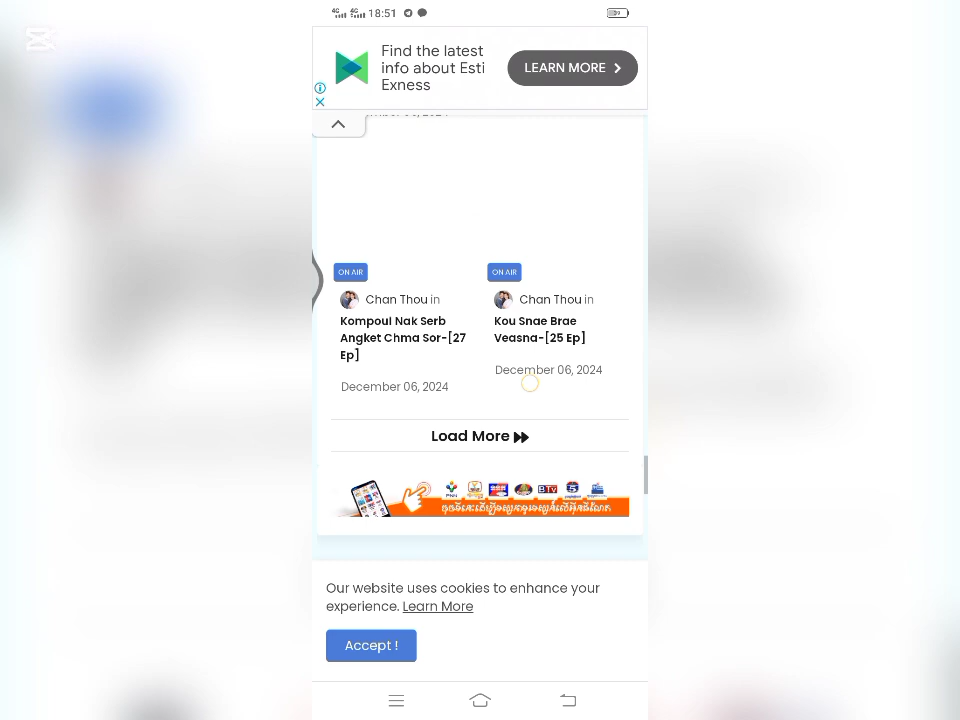 18:51
Find the latest
info about Esti
Exness
LEARN MORE
ON AIR
ON AIR
Chan Thou in
Chan Thou in
Kompoul Nak Serb
Angket Chma Sor-[27
Ep]
Kou Snae Brae
Veasna-[25 Ep]
December 06, 2024
December 06, 2024
Load More
PNN
BTV
Our website uses cookies to enhance your
experience. Learn More
Accept !